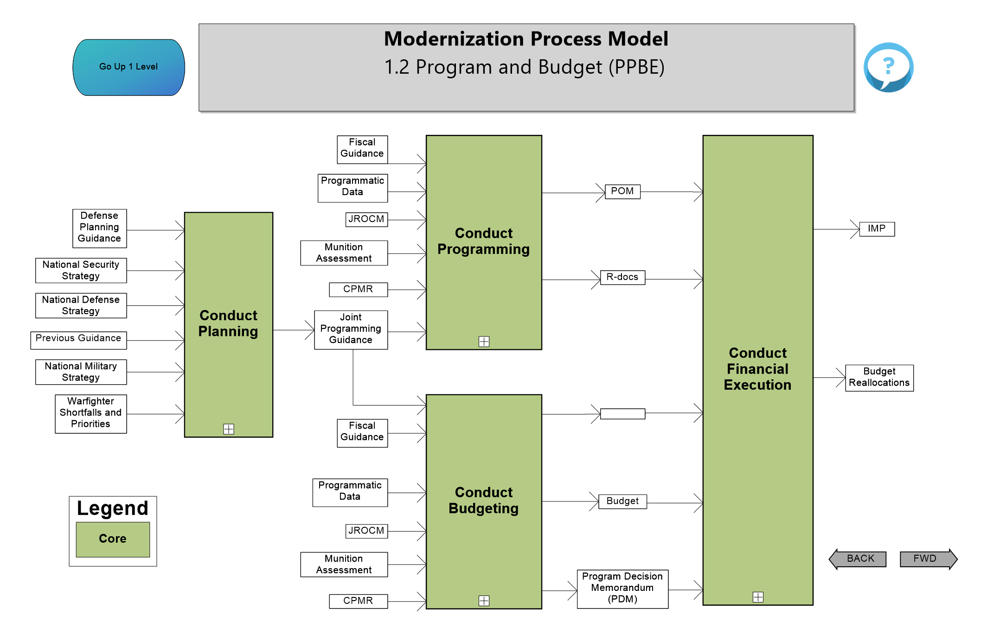 Modernization Process Model
1.2 Program and Budget (PPBE)
Go Up 1 Level
?
Defense
Planning
Guidance
National Security
Strategy
National Defense
Strategy
Previous Guidance
National Military
Strategy
Warfighter
Shortfalls and
Priorities
Conduct
Planning
Fiscal
Guidance
Programmatic
Data
JROCM
Munition
Assessment
CPMR
Joint
Programming
Guidance
Conduct
Programming
Fiscal
Guidance
Programmatic
Data
JROCM
Munition
Assessment
CPMR
Conduct
Budgeting
POM
R-docs
Budget
Program Decision
Memorandum
(PDM)
Conduct
Financial
Execution
IMP
Budget
Reallocations
Legend
Core
BACK
FWD